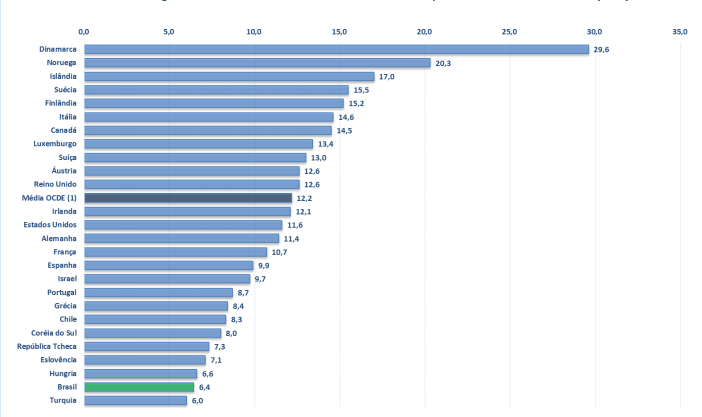 0,0 5,0 10,0 15,0 20,0 25,0 30,0 35,0
Dinamarca 29,6
Noruega 20,3
Islândia 17,0
Suécia 15,5
Finlândia 15,2
Itália 14,6
Canadá 14,5
Luxemburgo 13,4
Suíça 13,0
Áustria 12,6
Reino Unido 12,6
Média OCDE (1) 12,2
Irlanda 12,1
Estados Unidos 11,6
Alemanha 11,4
França 10,7
Espanha 9,9
Israel 9,7
Portugal 8,7
Grécia 8,4
Chile 8,3
Coréia do Sul 8,0
República Tcheca 7,3
Eslovência 7,1
Hungria 6,6
Brasil 6,4
Turquia 6,0